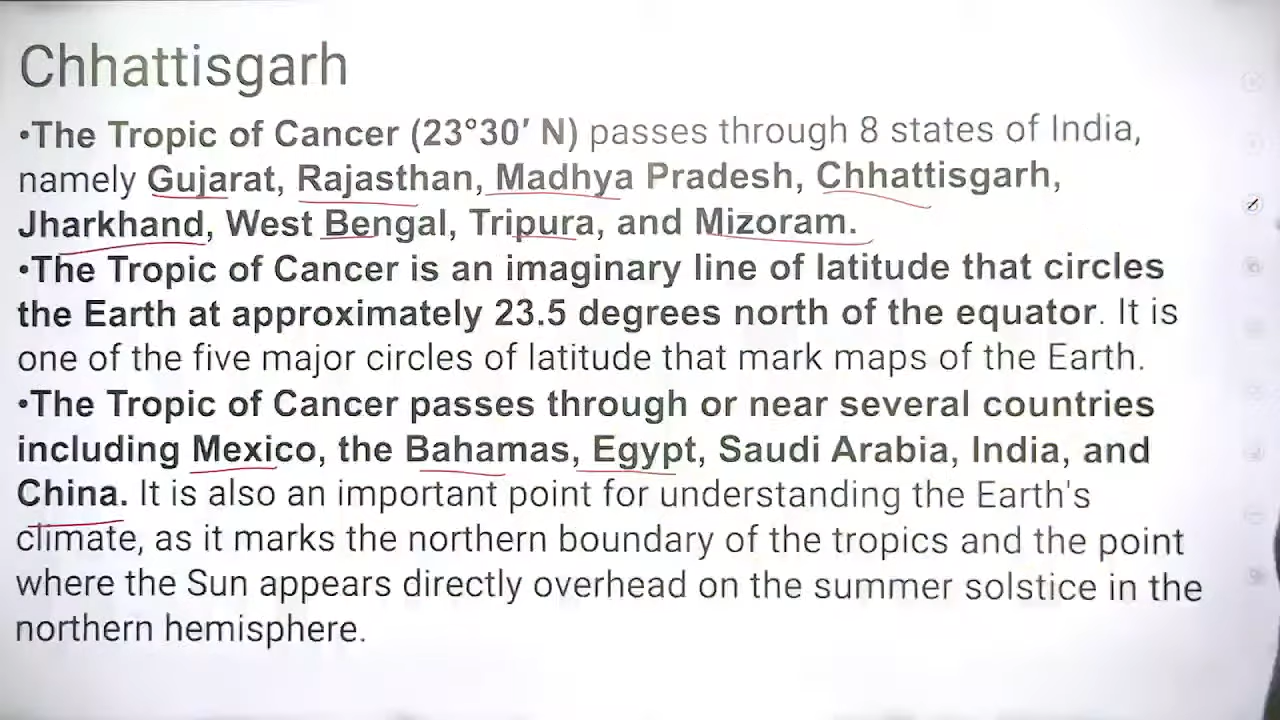 Chhattisgarh
•The Tropic of Cancer (23°30′ N) passes through 8 states of India,
namely Gujarat, Rajasthan, Madhya Pradesh, Chhattisgarh,
Jharkhand, West Bengal, Tripura, and Mizoram.
•The Tropic of Cancer is an imaginary line of latitude that circles
the Earth at approximately 23.5 degrees north of the equator. It is
one of the five major circles of latitude that mark maps of the Earth.
•The Tropic of Cancer passes through or near several countries
including Mexico, the Bahamas, Egypt, Saudi Arabia, India, and
China. It is also an important point for understanding the Earth's
climate, as it marks the northern boundary of the tropics and the point
where the Sun appears directly overhead on the summer solstice in the
northern hemisphere.